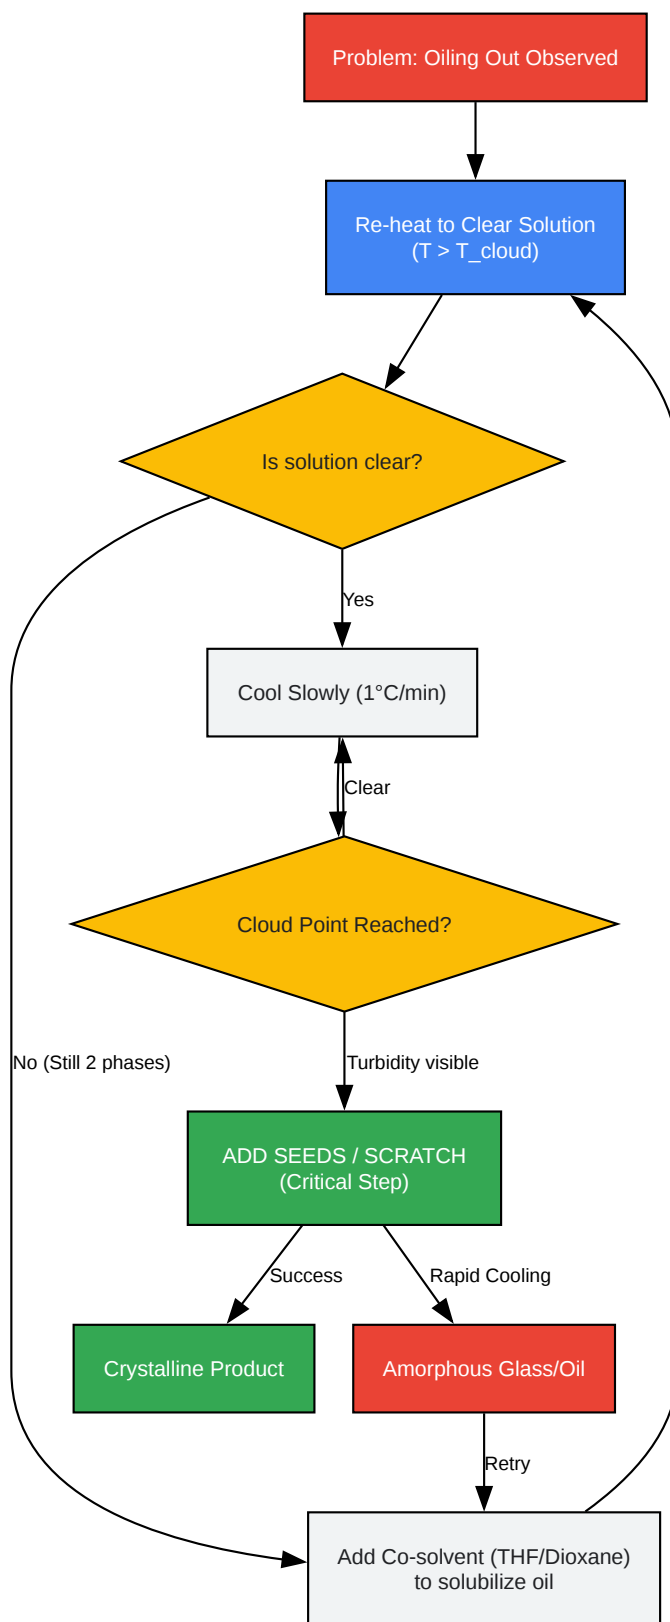 Problem: Oiling Out Observed
Re-heat to Clear Solution
(T > T_cloud)
Is solution clear?
Yes
Cool Slowly (1°C/min)
Clear
Cloud Point Reached?
No (Still 2 phases)
Turbidity visible
ADD SEEDS / SCRATCH
(Critical Step)
Success
Rapid Cooling
Crystalline Product
Amorphous Glass/Oil
Retry
Add Co-solvent (THF/Dioxane)
to solubilize oil